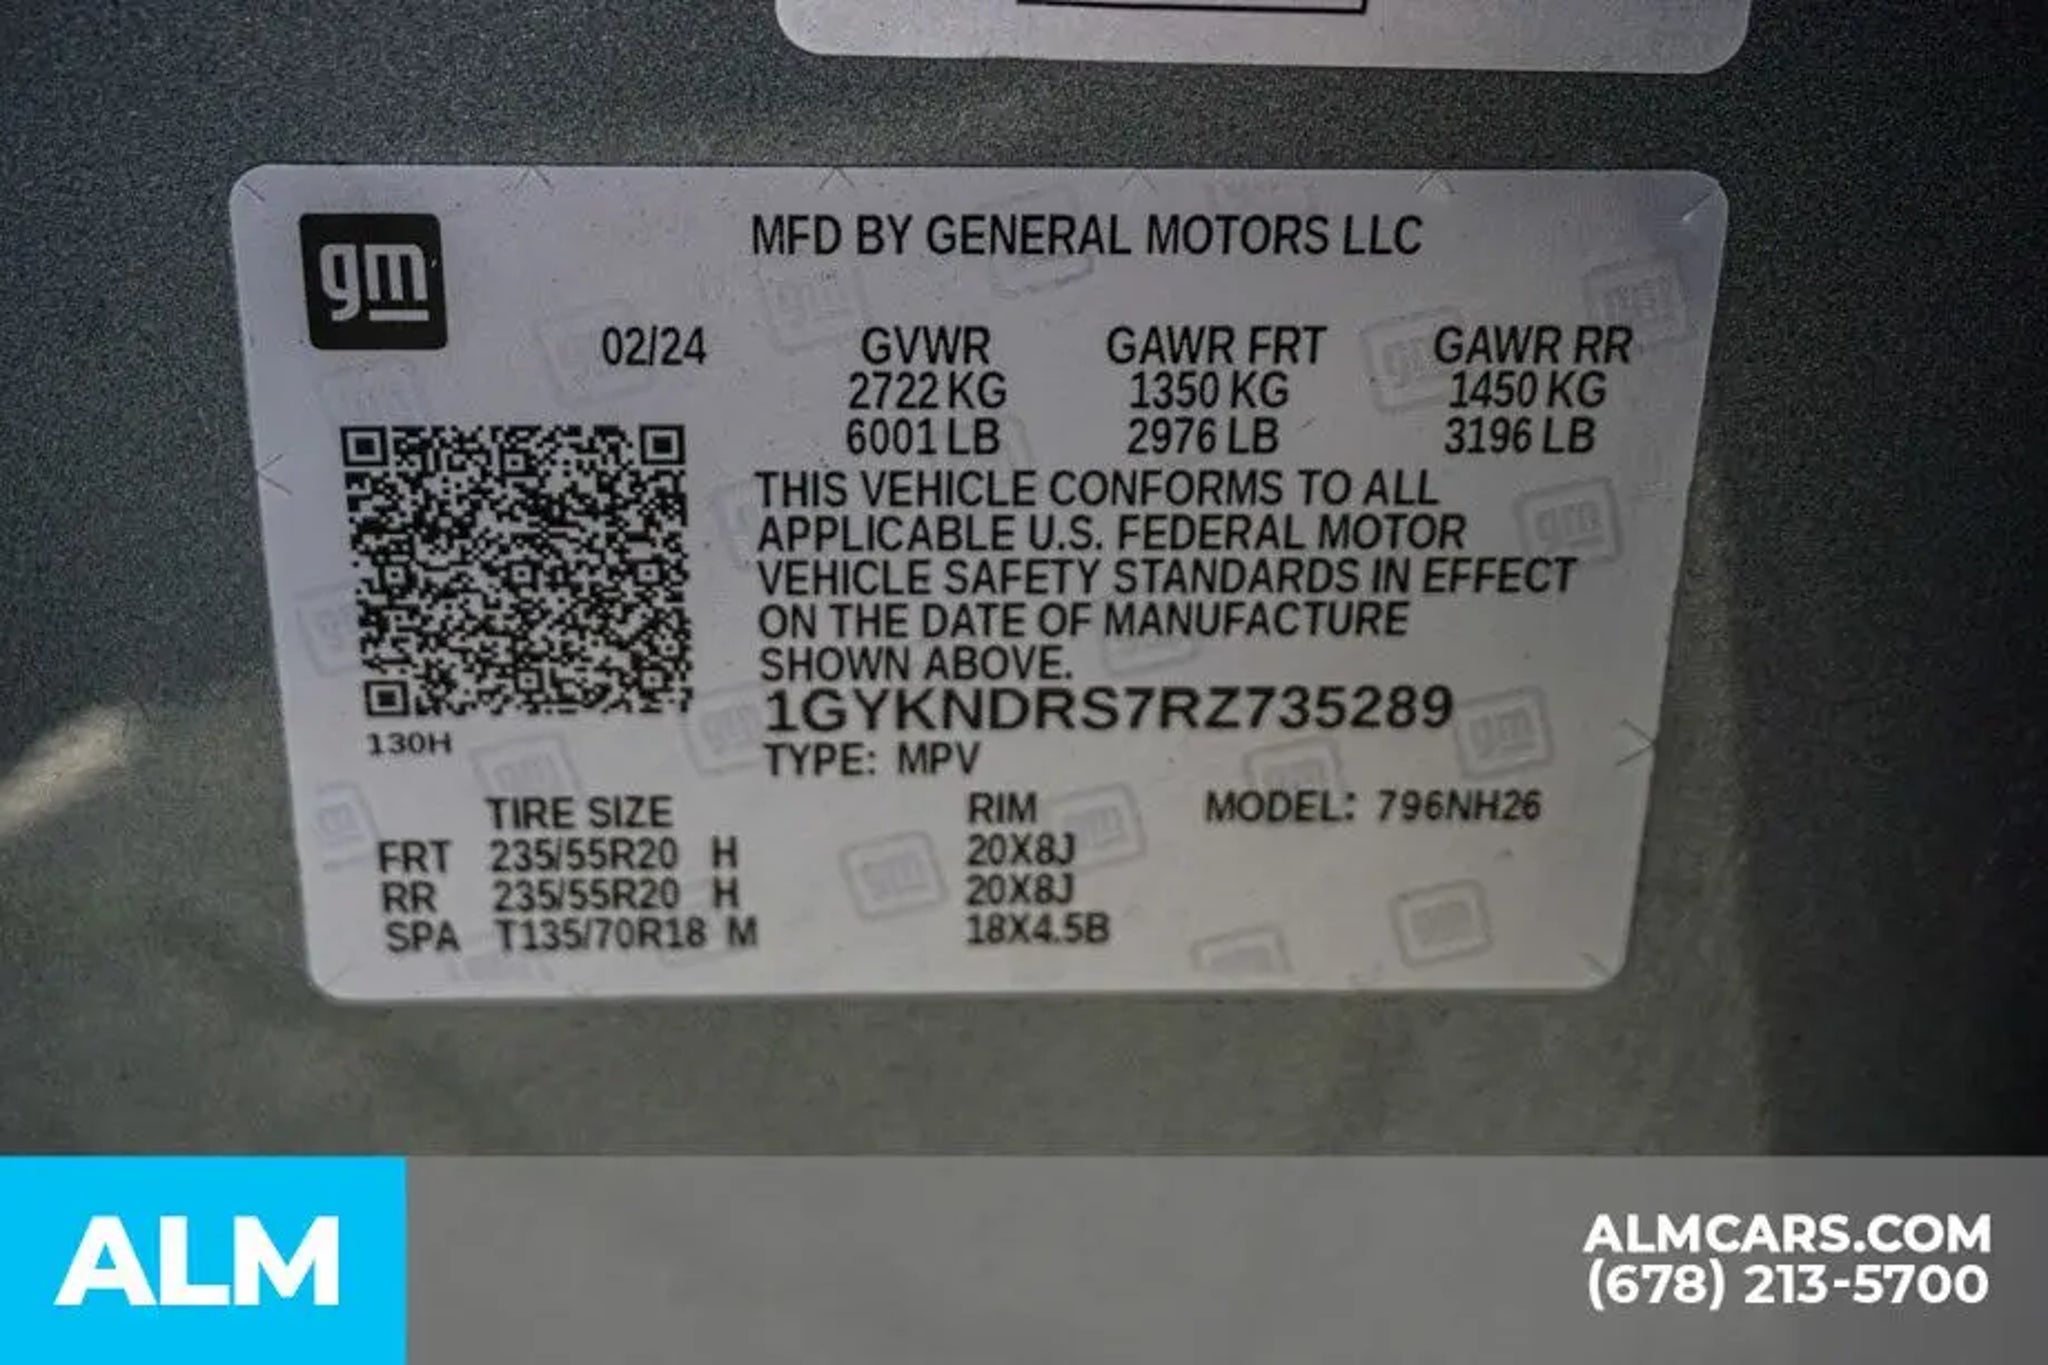 gm
MFD BY GENERAL MOTORS LLC
02/24 GVWR GAWR FRT GAWR RR
2722 KG 1350 KG 1450 KG
6001 LB 2976 LB 3196 LB
THIS VEHICLE CONFORMS TO ALL
APPLICABLE U.S. FEDERAL MOTOR
VEHICLE SAFETY STANDARDS IN EFFECT
ON THE DATE OF MANUFACTURE
SHOWN ABOVE.
1GYKNDRS7RZ735289
130H
TYPE: MPV
TIRE SIZE RIM MODEL: 796NH26
FRT 235/55R20 H 20X8J
RR 235/55R20 H 20X8J
SPA T135/70R18 M 18X4.5B
ALM
ALMCARS.COM
(678) 213-5700